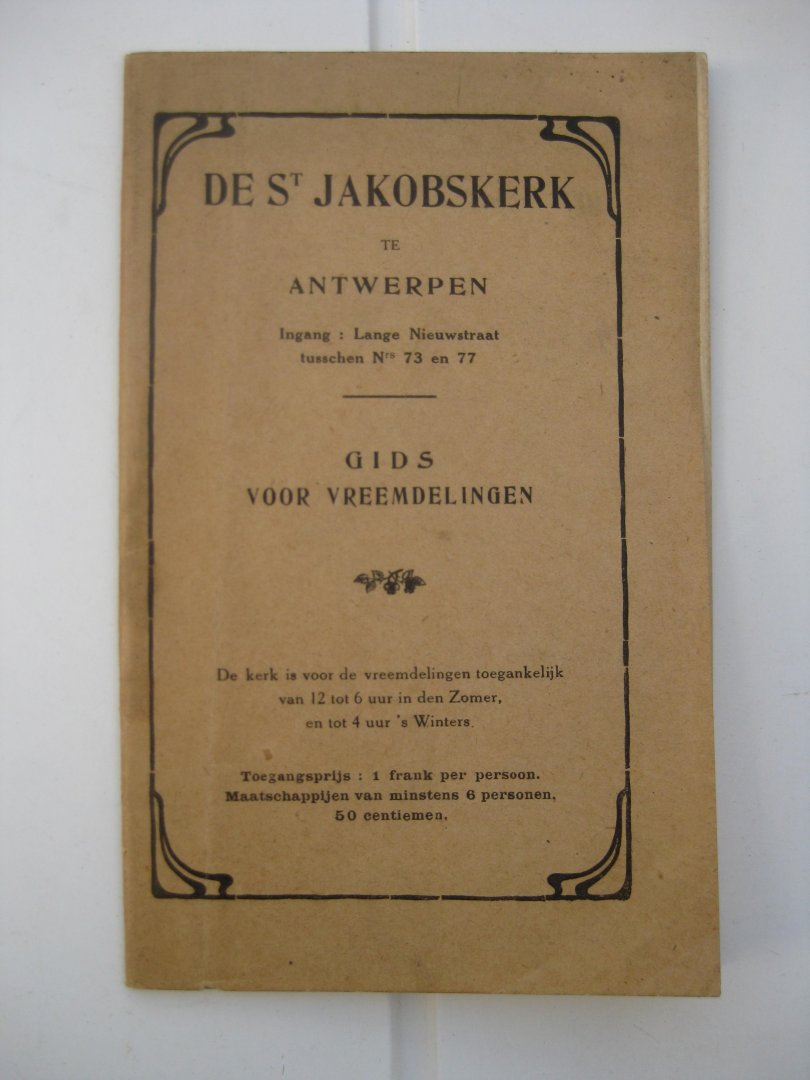 DE ST JAKOBSKERK
TE
ANTWERPEN
Ingang : Lange Nieuwstraat
tusschen Nrs 73 en 77
GIDS
VOOR VREEMDELINGEN
De kerk is voor de vreemdelingen toegankelijk
van 12 tot 6 uur in den Zomer,
en tot 4 uur 's Winters.
Toegangsprijs : 1 frank per persoon.
Maatschappijen van minstens 6 personen,
50 centiemen.